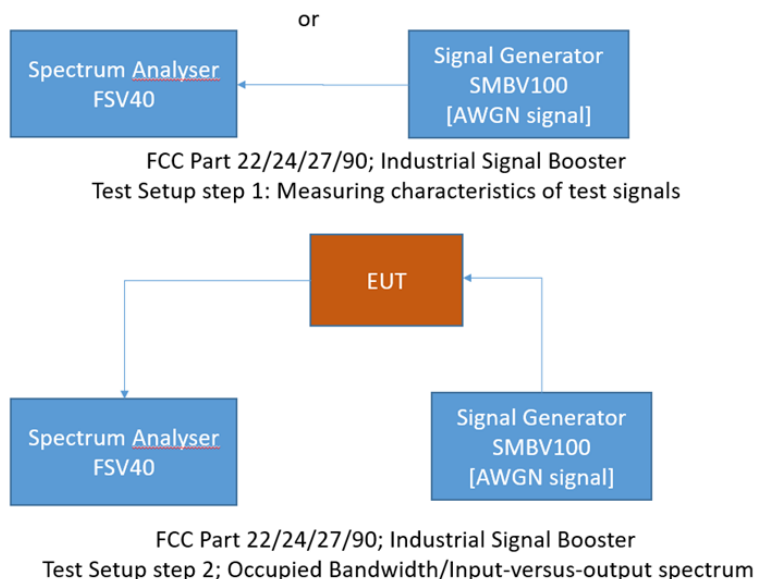 or
Spectrum Analyser
FSV40
Signal Generator
SMBV100
[AWGN signal]
FCC Part 22/24/27/90; Industrial Signal Booster
Test Setup step 1: Measuring characteristics of test signals
EUT
Spectrum Analyser
FSV40
Signal Generator
SMBV100
[AWGN signal]
FCC Part 22/24/27/90; Industrial Signal Booster
Test Setup step 2; Occupied Bandwidth/Input-versus-output spectrum